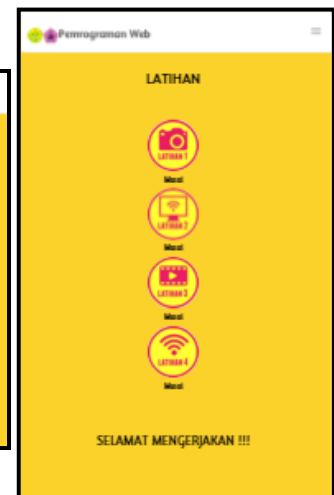 Pemrograman Web
LATIHAN
LATIHAN 1
Masuk
LATIHAN 2
Masuk
LATIHAN 3
Masuk
LATIHAN 4
Masuk
SELAMAT MENGERJAKAN !!!